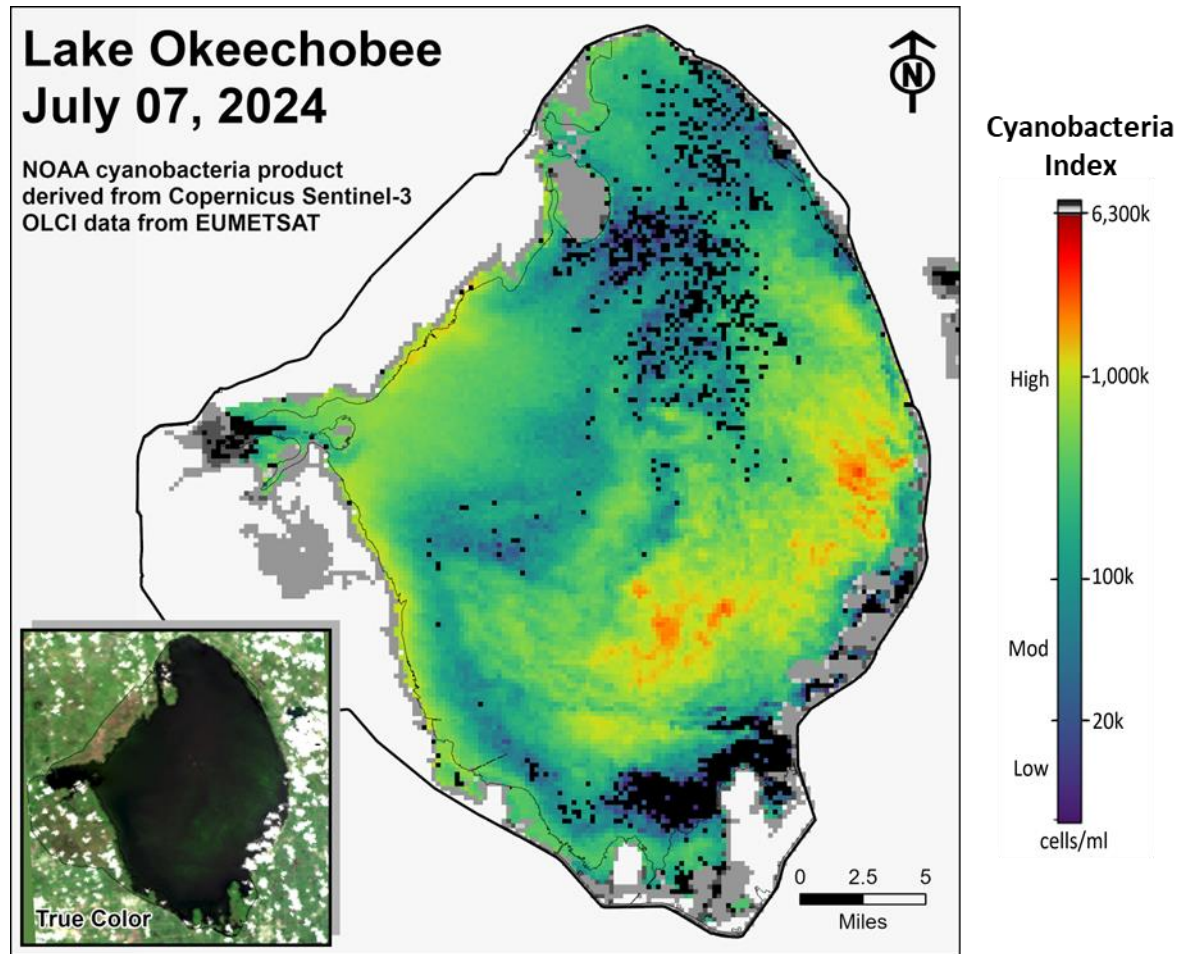 Lake Okeechobee
July 07, 2024
NOAA cyanobacteria product
derived from Copernicus Sentinel-3
OLCI data from EUMETSAT
N
Cyanobacteria
Index
6,300k
High
1,000k
100k
Mod
20k
Low
cells/ml
True Color
0 2.5 5
Miles